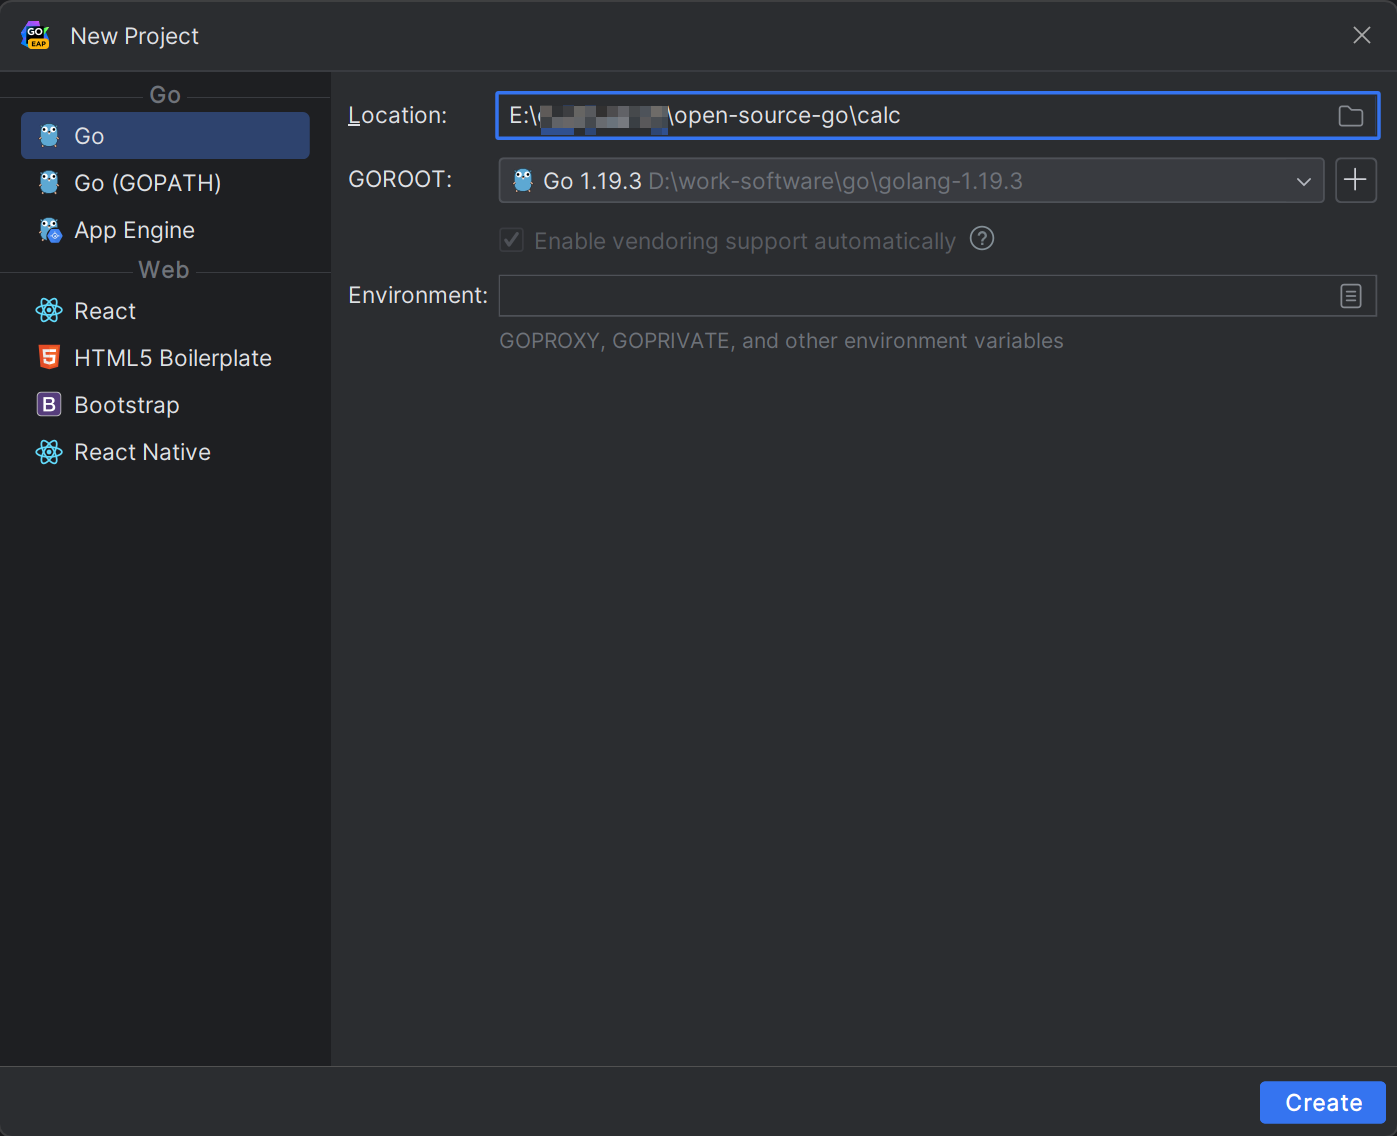 GO
EAP
New Project
Go
Go
Go (GOPATH)
App Engine
Web
React
HTML5 Boilerplate
Bootstrap
React Native
Location: E:\ \open-source-go\calc
GOROOT: Go 1.19.3 D:\work-software\go\golang-1.19.3
Enable vendoring support automatically
Environment:
GOPROXY, GOPRIVATE, and other environment variables
Create